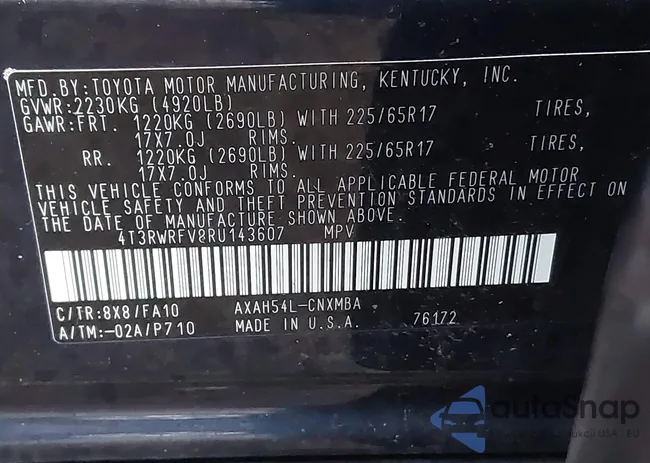 MFD.BY:TOYOTA MOTOR MANUFACTURING, KENTUCKY, INC.
GVWR:2230KG (4920LB)
GAWR:FRT. 1220KG (2690LB) WITH 225/65R17 TIRES,
17X7.0J RIMS.
RR. 1220KG (2690LB) WITH 225/65R17 TIRES,
17X7.0J RIMS.
THIS VEHICLE CONFORMS TO ALL APPLICABLE FEDERAL MOTOR
VEHICLE SAFETY AND THEFT PREVENTION STANDARDS IN EFFECT ON
THE DATE OF MANUFACTURE SHOWN ABOVE.
4T3RWRFV8RU143607 MPV
C/TR:8X8/FA10 AXAH54L-CNXMBA
A/TM:-02A/P710 MADE IN U.S.A. 76172
autoSnap
USA - EU